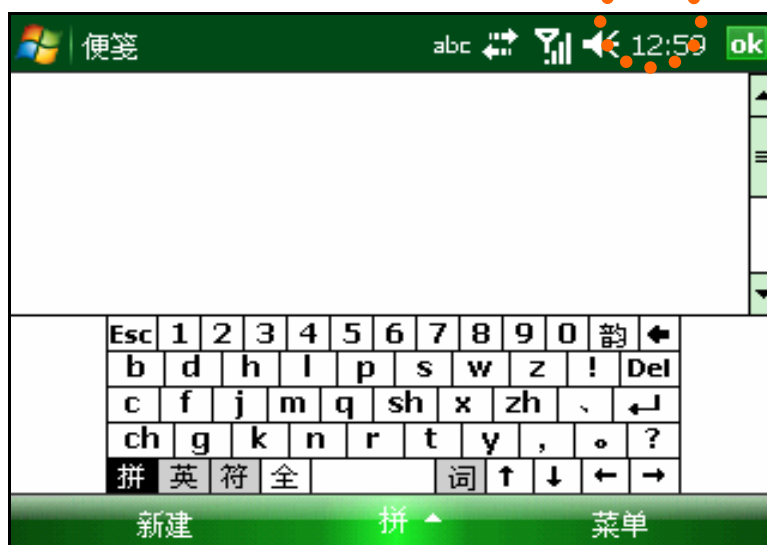 便笺 abc 12:59 ok
Esc 1 2 3 4 5 6 7 8 9 0 韵
b d h l p s w z ! Del
c f j m q sh x zh 、
ch g k n r t y , 。 ?
拼 英 符 全 词 ↑ ↓ ← →
新建 拼 菜单